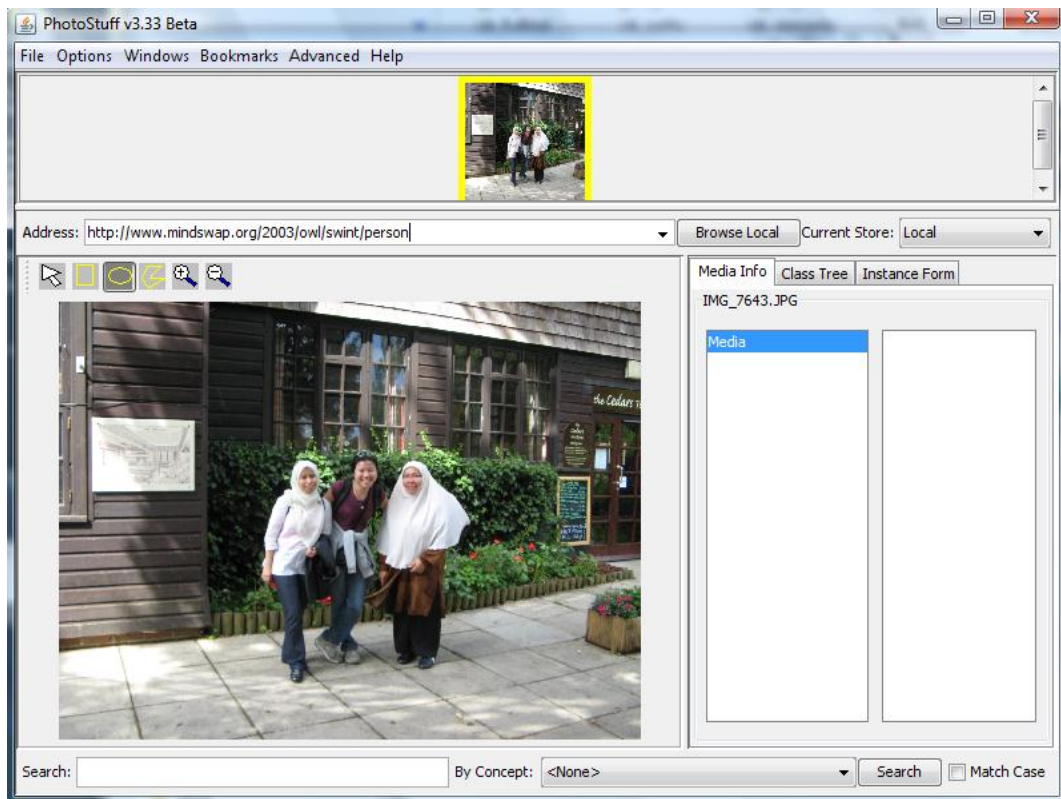 PhotoStuff v3.33 Beta
File Options Windows Bookmarks Advanced Help
Address: http://www.mindswap.org/2003/owl/swint/person Browse Local Current Store: Local
Media Info Class Tree Instance Form
IMG_7643.JPG
Media
the Cedars
Search: By Concept: <None> Search Match Case